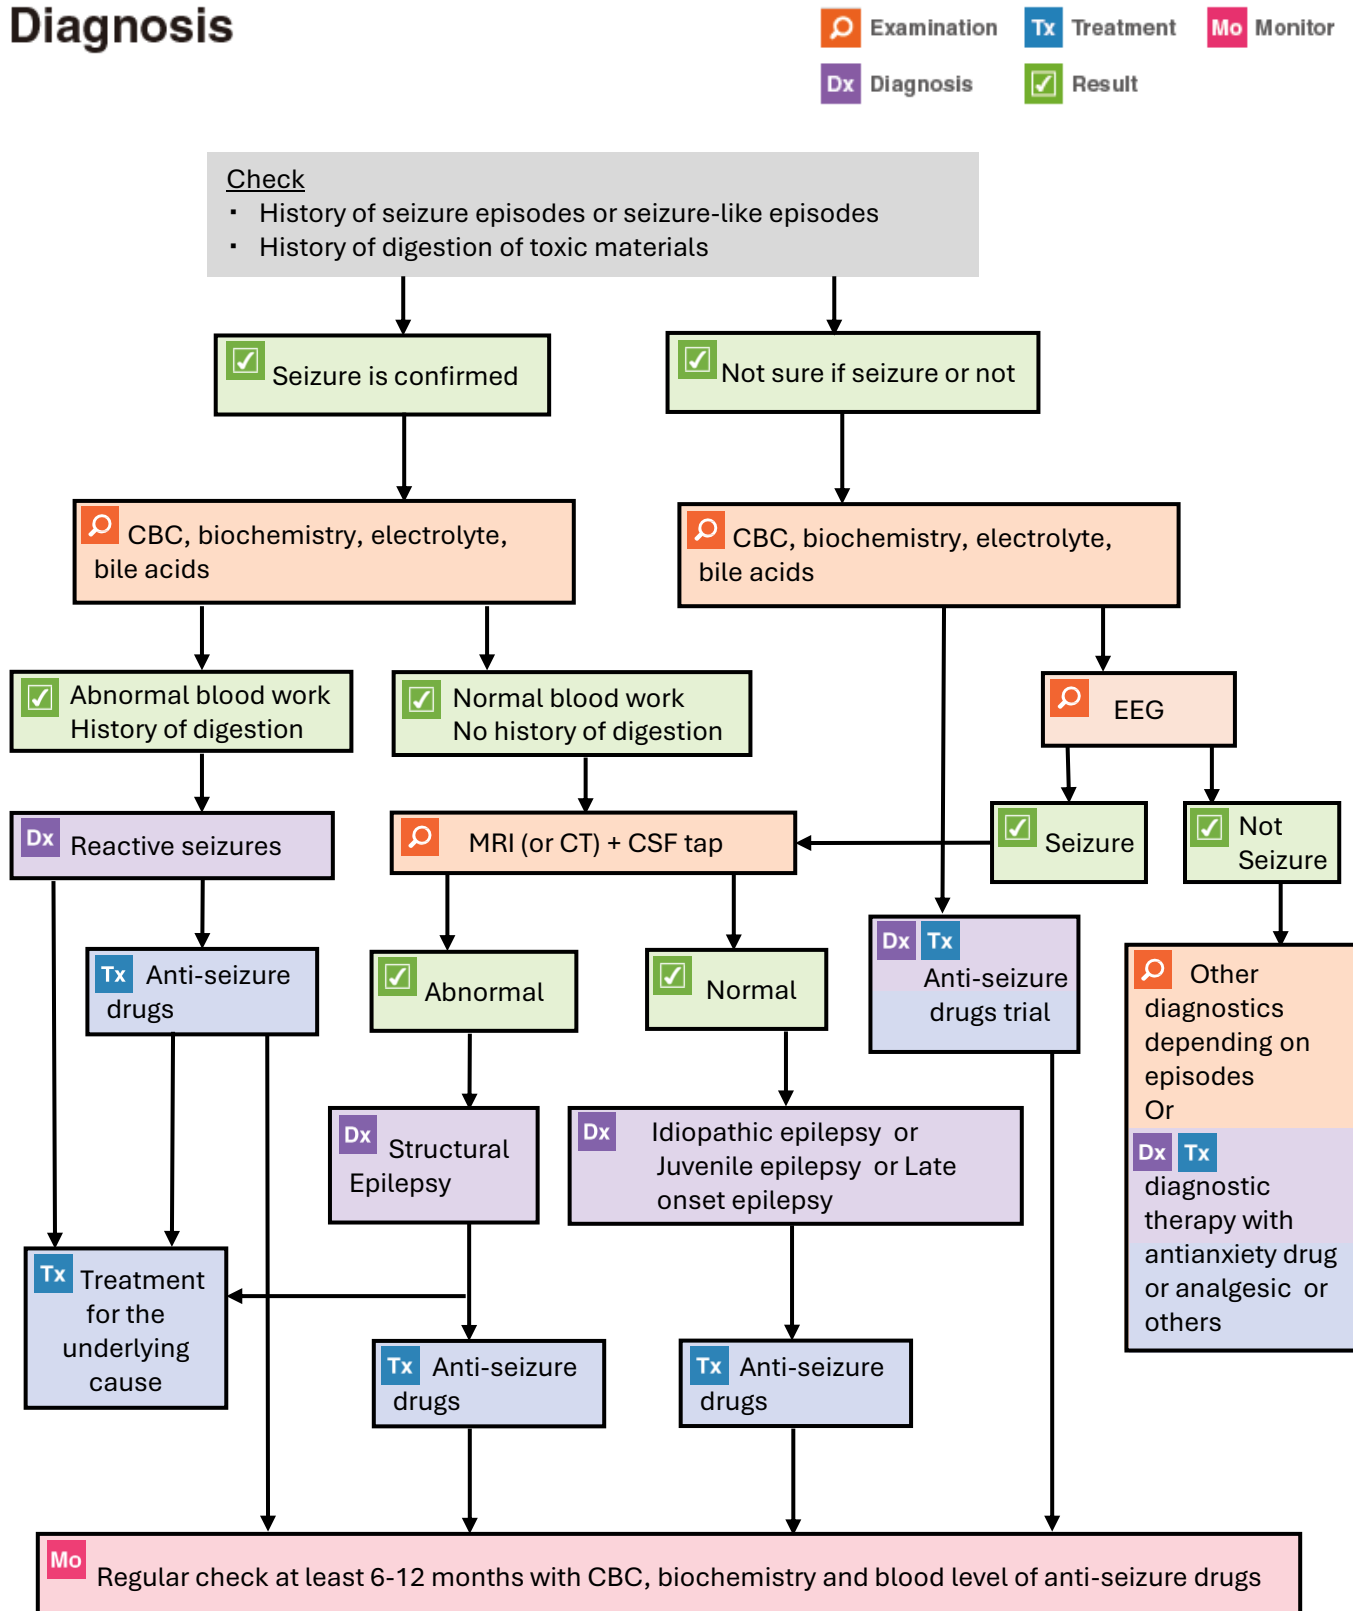 Diagnosis
Examination
Tx Treatment
Mo Monitor
Dx Diagnosis
Result
Check
・ History of seizure episodes or seizure-like episodes
・ History of digestion of toxic materials
Seizure is confirmed
Not sure if seizure or not
CBC, biochemistry, electrolyte,
bile acids
CBC, biochemistry, electrolyte,
bile acids
Abnormal blood work
History of digestion
Normal blood work
No history of digestion
EEG
Dx Reactive seizures
MRI (or CT) + CSF tap
Seizure
Not
Seizure
Tx Anti-seizure
drugs
Abnormal
Normal
Dx Tx
Anti-seizure
drugs trial
Other
diagnostics
depending on
episodes
Or
Dx Tx
diagnostic
therapy with
antianxiety drug
or analgesic or
others
Dx Structural
Epilepsy
Dx Idiopathic epilepsy or
Juvenile epilepsy or Late
onset epilepsy
Tx Treatment
for the
underlying
cause
Tx Anti-seizure
drugs
Tx Anti-seizure
drugs
Mo
Regular check at least 6-12 months with CBC, biochemistry and blood level of anti-seizure drugs